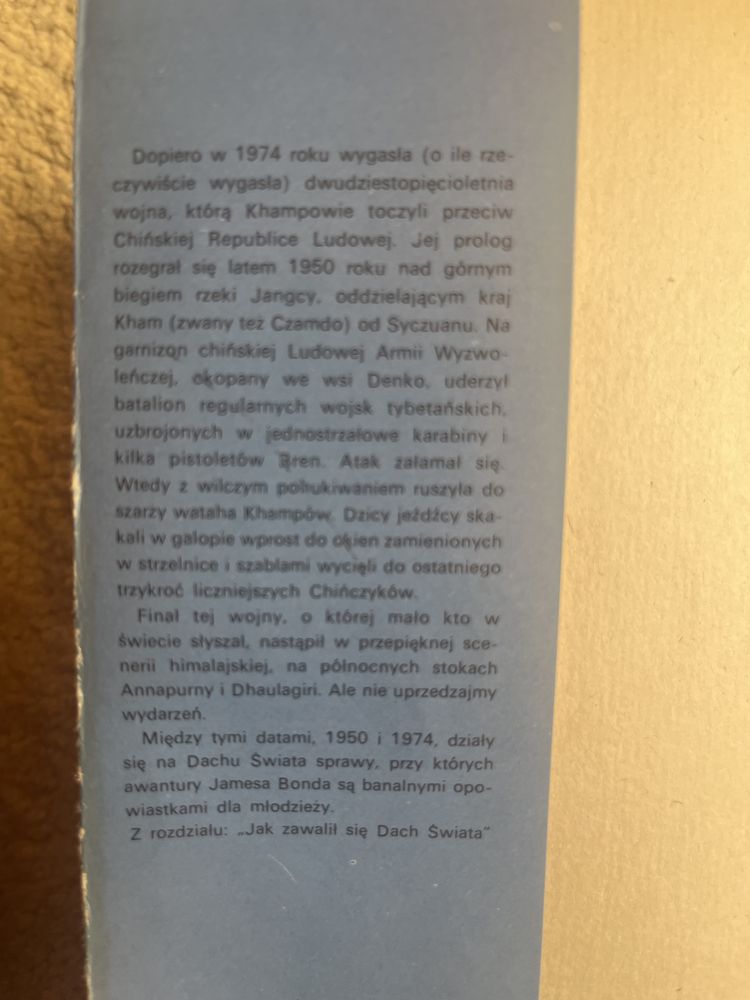 Dopiero w 1974 roku wygasła (o ile rze-
czywiście wygasła) dwudziestopięcioletnia
wojna, którą Khampowie toczyli przeciw
Chińskiej Republice Ludowej. Jej prolog
rozegrał się latem 1950 roku nad górnym
biegiem rzeki Jangcy, oddzielającym kraj
Kham (zwany też Czamdo) od Syczuanu. Na
garnizon chińskiej Ludowej Armii Wyzwo-
leńczej, okopany we wsi Denko, uderzył
batalion regularnych wojsk tybetańskich,
uzbrojonych w jednostrzałowe karabiny i
kilka pistoletów Bren. Atak załamał się.
Wtedy z wilczym pohukiwaniem ruszyła do
szarży wataha Khampów. Dzicy jeźdźcy ska-
kali w galopie wprost do okien zamienionych
w strzelnice i szablami wycięli do ostatniego
trzykroć liczniejszych Chińczyków.
Finał tej wojny, o której mało kto w
świecie słyszał, nastąpił w przepięknej sce-
nerii himalajskiej, na północnych stokach
Annapurny i Dhaulagiri. Ale nie uprzedzajmy
wydarzeń.
Między tymi datami, 1950 i 1974, działy
się na Dachu Świata sprawy, przy których
awantury Jamesa Bonda są banalnymi opo-
wiastkami dla młodzieży.
Z rozdziału: „Jak zawalił się Dach Świata"